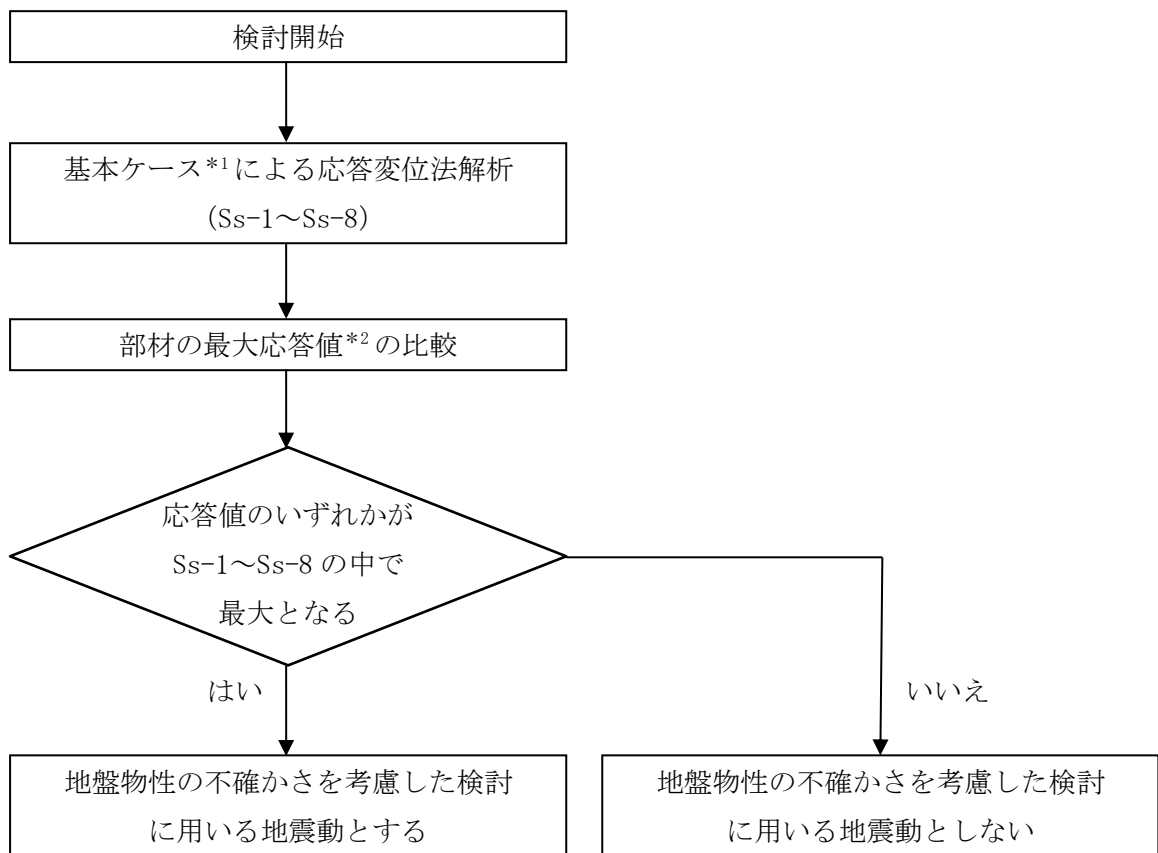 検討開始
基本ケース*1による応答変位法解析
(Ss-1～Ss-8)
部材の最大応答値*2の比較
応答値のいずれかが
Ss-1～Ss-8 の中で
最大となる
はい
いいえ
地盤物性の不確かさを考慮した検討
に用いる地震動とする
地盤物性の不確かさを考慮した検討
に用いる地震動としない